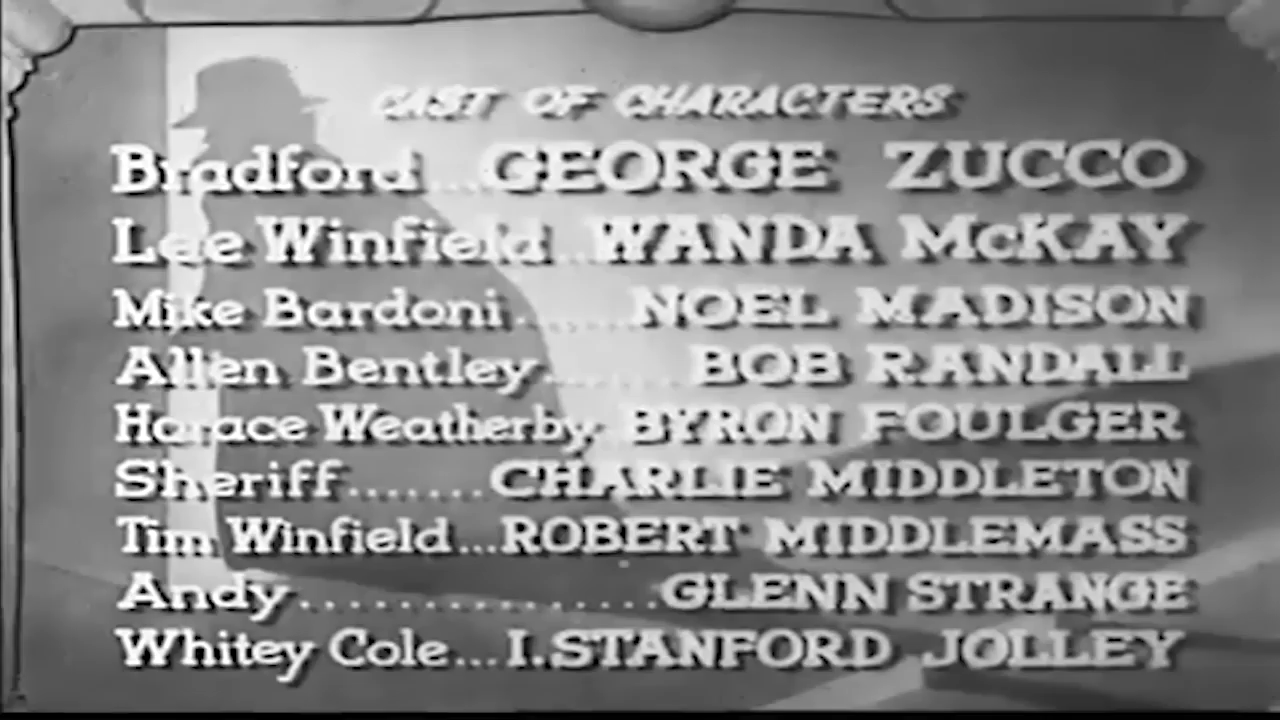 CAST OF CHARACTERS
Bradford....GEORGE ZUCCO
Lee Winfield...WANDA McKAY
Mike Bardoni.......NOEL MADISON
Allen Bentley........BOB RANDALL
Horace Weatherby BYRON FOULGER
Sheriff.......CHARLIE MIDDLETON
Tim Winfield...ROBERT MIDDLEMASS
Andy................GLENN STRANGE
Whitey Cole...I.STANFORD JOLLEY